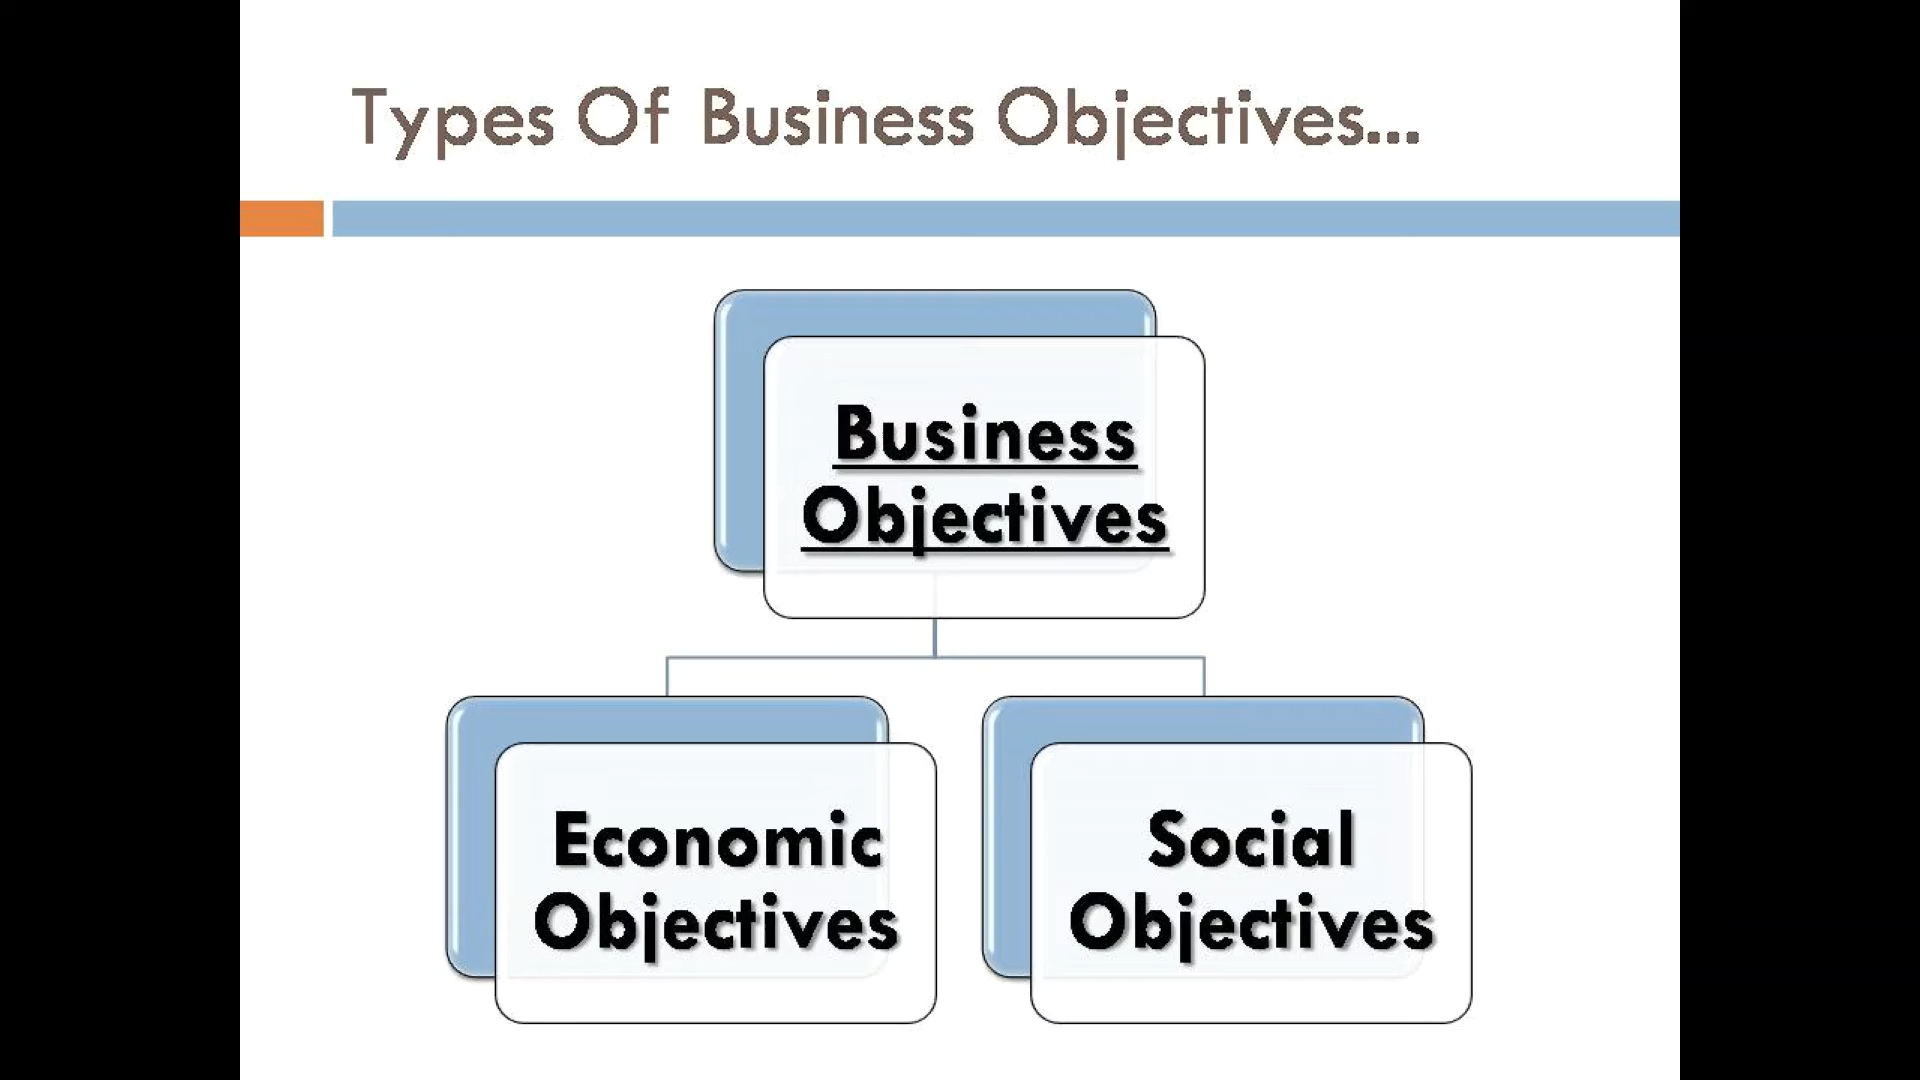 Types Of Business Objectives...
Business
Objectives
Economic
Objectives
Social
Objectives